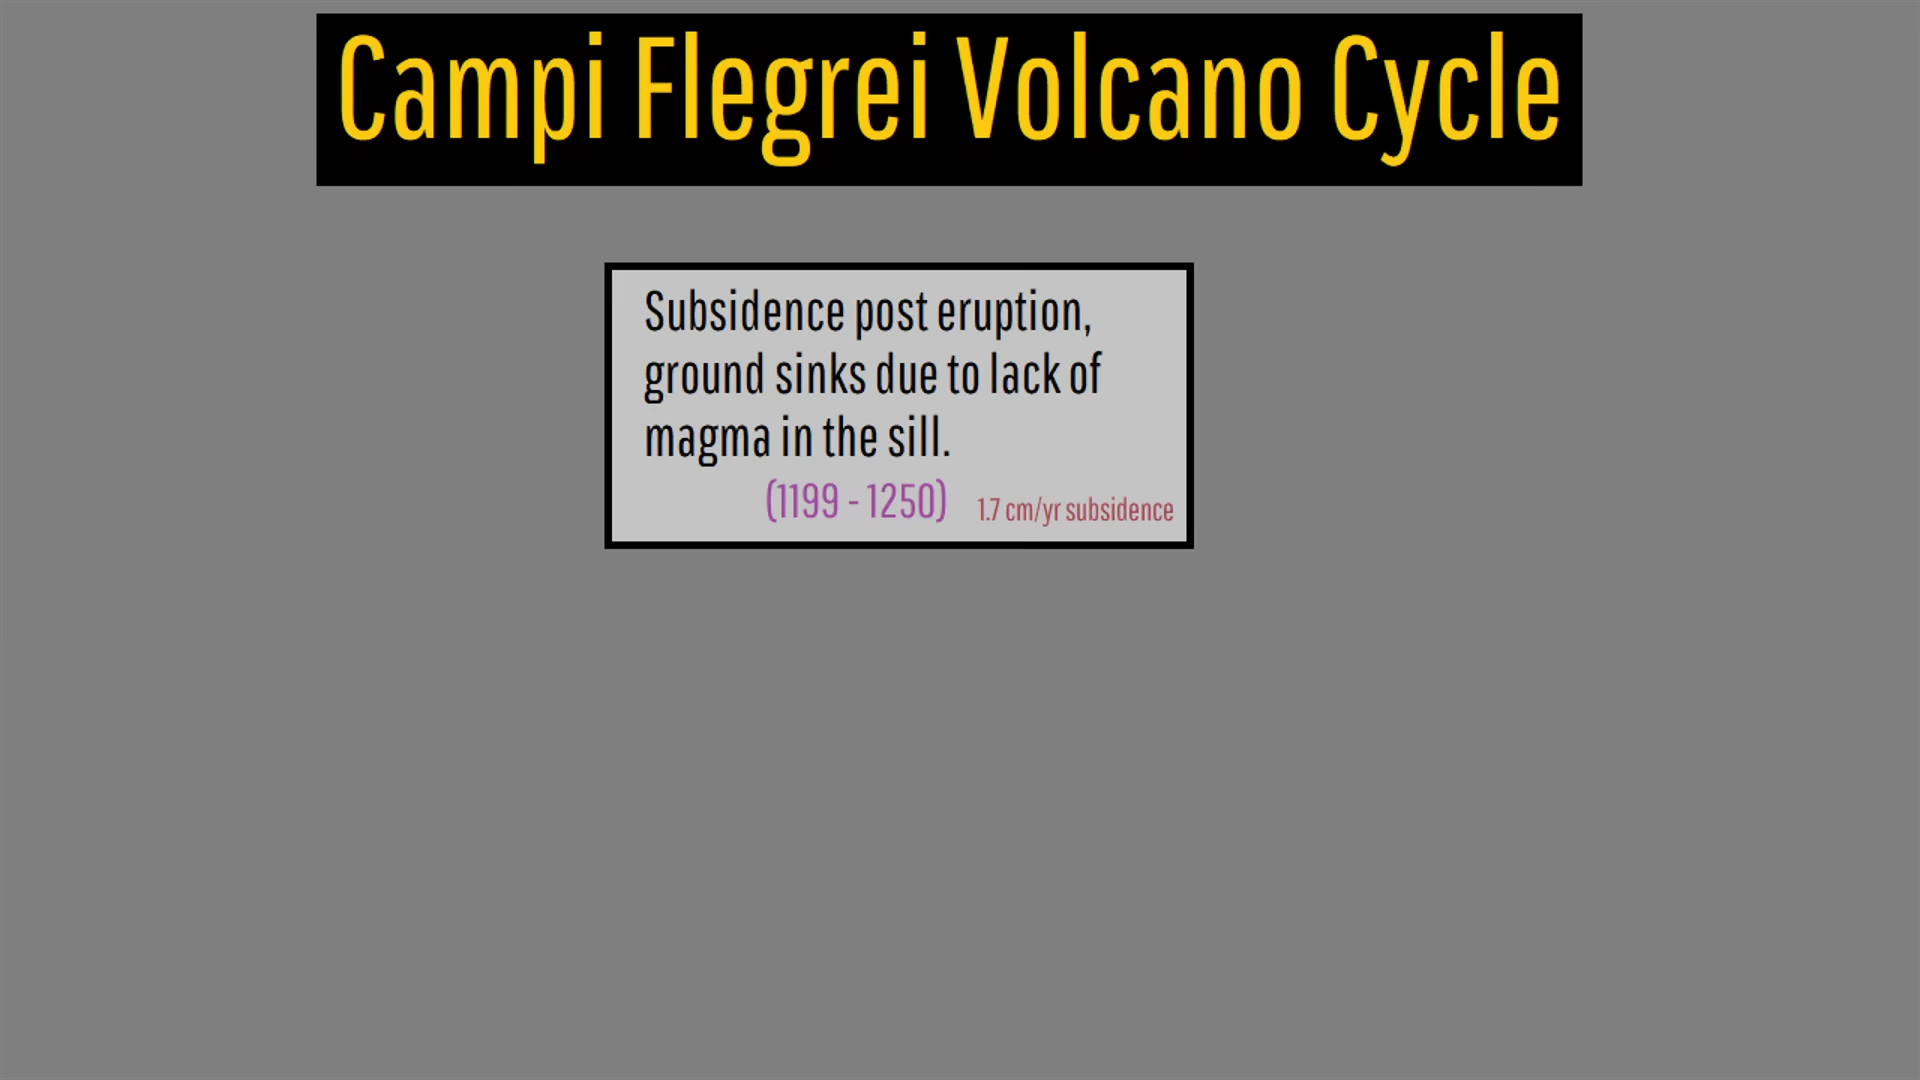 Campi Flegrei Volcano Cycle
Subsidence post eruption,
ground sinks due to lack of
magma in the sill.
(1199 - 1250) 1.7 cm/yr subsidence